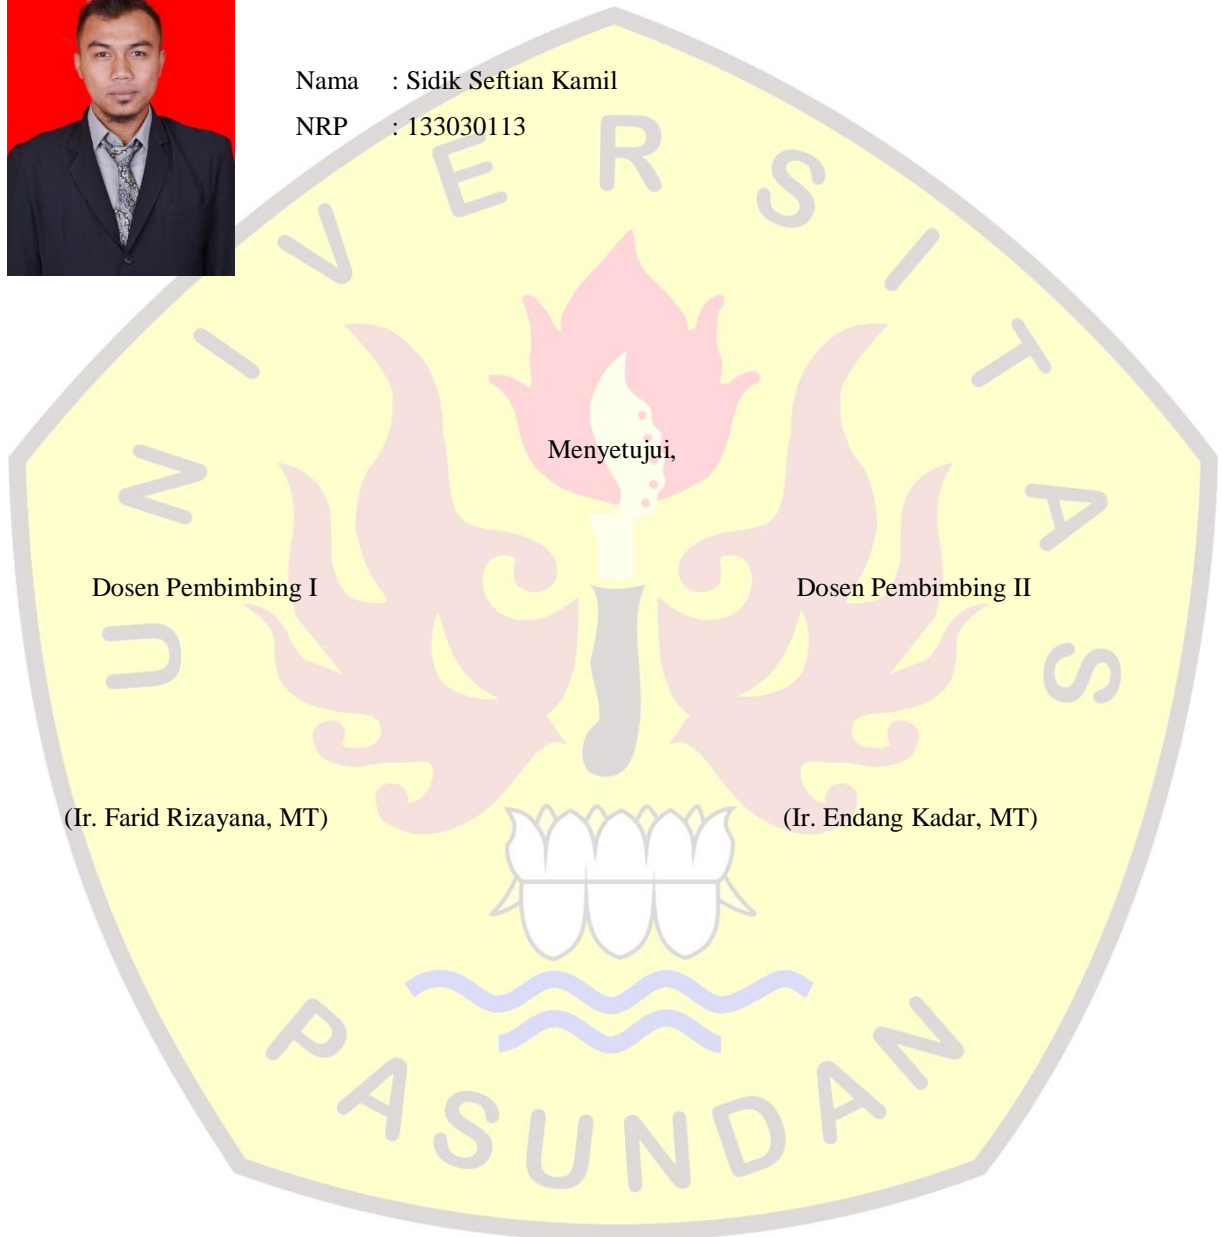 Nama : Sidik Seftian Kamil
NRP : 133030113
UNIVERSITAS
Menyetujui,
Dosen Pembimbing I Dosen Pembimbing II
(Ir. Farid Rizayana, MT) (Ir. Endang Kadar, MT)
PASUNDAN